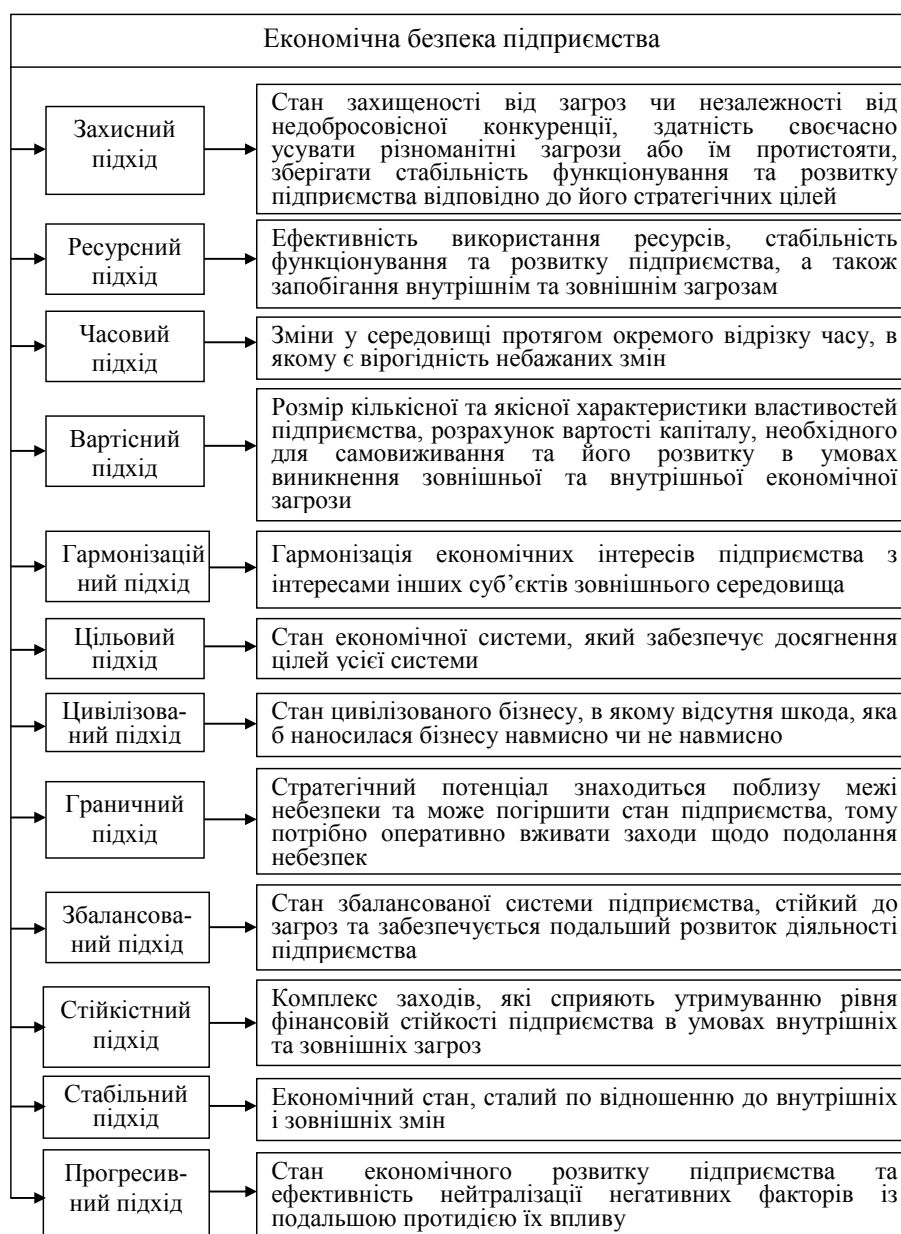 Економічна безпека підприємства
Захисний
підхід
Стан захищеності від загроз чи незалежності від
недобросовісної конкуренції, здатність своєчасно
усувати різноманітні загрози або їм протистояти,
зберігати стабільність функціонування та розвитку
підприємства відповідно до його стратегічних цілей
Ресурсний
підхід
Ефективність використання ресурсів, стабільність
функціонування та розвитку підприємства, а також
запобігання внутрішнім та зовнішнім загрозам
Часовий
підхід
Зміни у середовищі протягом окремого відрізку часу, в
якому є вірогідність небажаних змін
Вартісний
підхід
Розмір кількісної та якісної характеристики властивостей
підприємства, розрахунок вартості капіталу, необхідного
для самовиживання та його розвитку в умовах
виникнення зовнішньої та внутрішньої економічної
загрози
Гармонізацій
ний підхід
Гармонізація економічних інтересів підприємства з
інтересами інших суб’єктів зовнішнього середовища
Цільовий
підхід
Стан економічної системи, який забезпечує досягнення
цілей усієї системи
Цивілізова-
ний підхід
Стан цивілізованого бізнесу, в якому відсутня шкода, яка
б наносилася бізнесу навмисно чи не навмисно
Граничний
підхід
Стратегічний потенціал знаходиться поблизу межі
небезпеки та може погіршити стан підприємства, тому
потрібно оперативно вживати заходи щодо подолання
небезпек
Збалансова-
ний підхід
Стан збалансованої системи підприємства, стійкий до
загроз та забезпечується подальший розвиток діяльності
підприємства
Стійкістний
підхід
Комплекс заходів, які сприяють утримуванню рівня
фінансовій стійкості підприємства в умовах внутрішніх
та зовнішніх загроз
Стабільний
підхід
Економічний стан, сталий по відношенню до внутрішніх
і зовнішніх змін
Прогресив-
ний підхід
Стан економічного розвитку підприємства та
ефективність нейтралізації негативних факторів із
подальшою протидією їх впливу